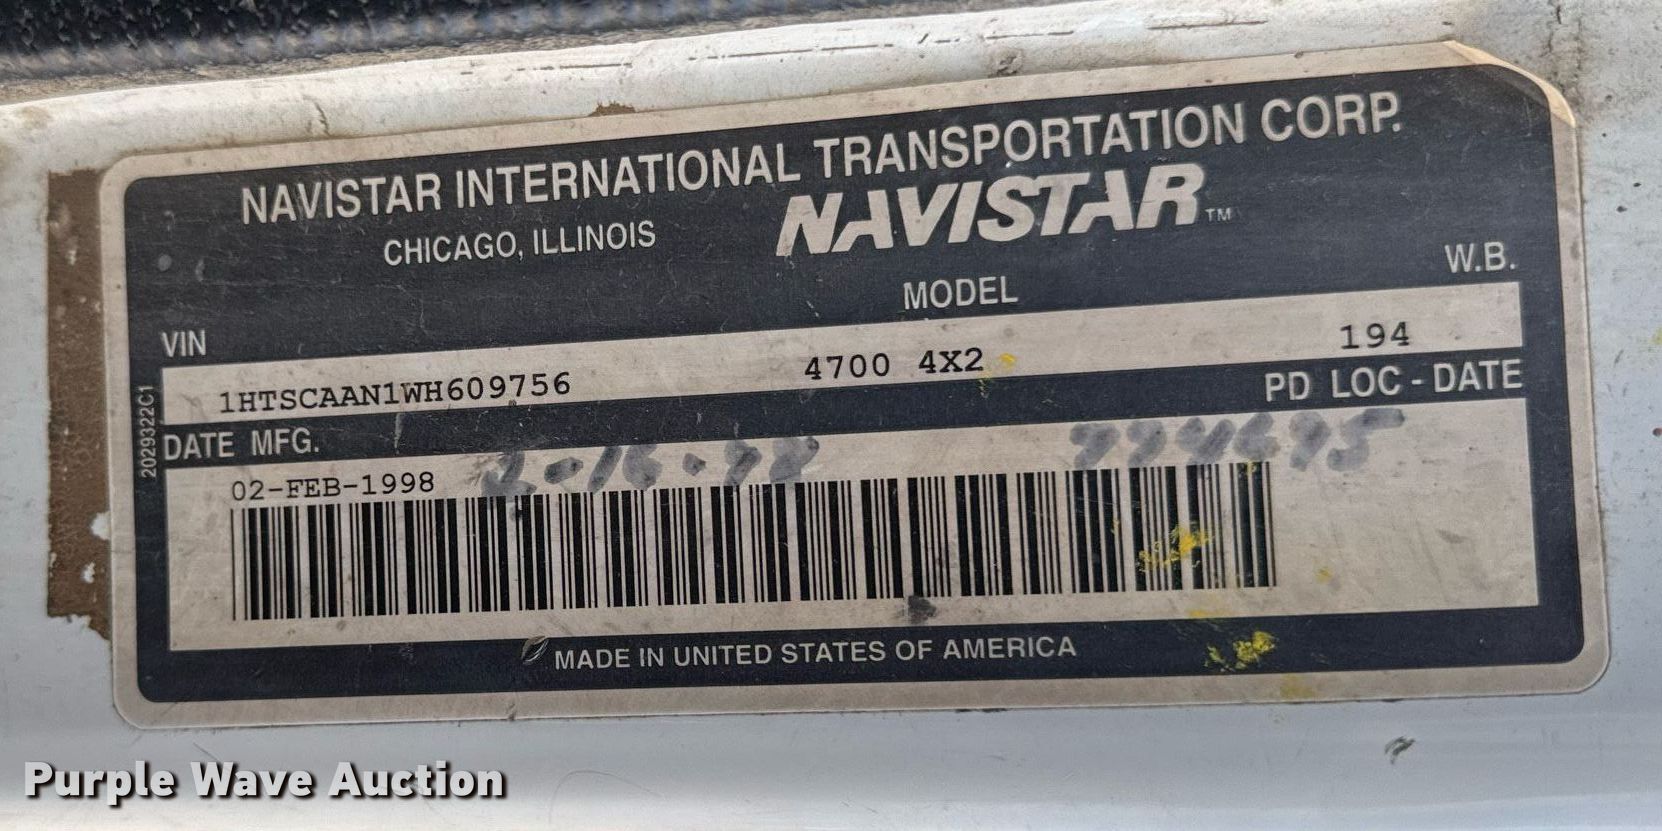 NAVISTAR INTERNATIONAL TRANSPORTATION CORP.
CHICAGO, ILLINOIS
NAVISTAR™
VIN MODEL W.B.
1HTSCAAN1WH609756 4700 4X2 194
DATE MFG. PD LOC - DATE
02-FEB-1998
2029322C1
MADE IN UNITED STATES OF AMERICA
Purple Wave Auction